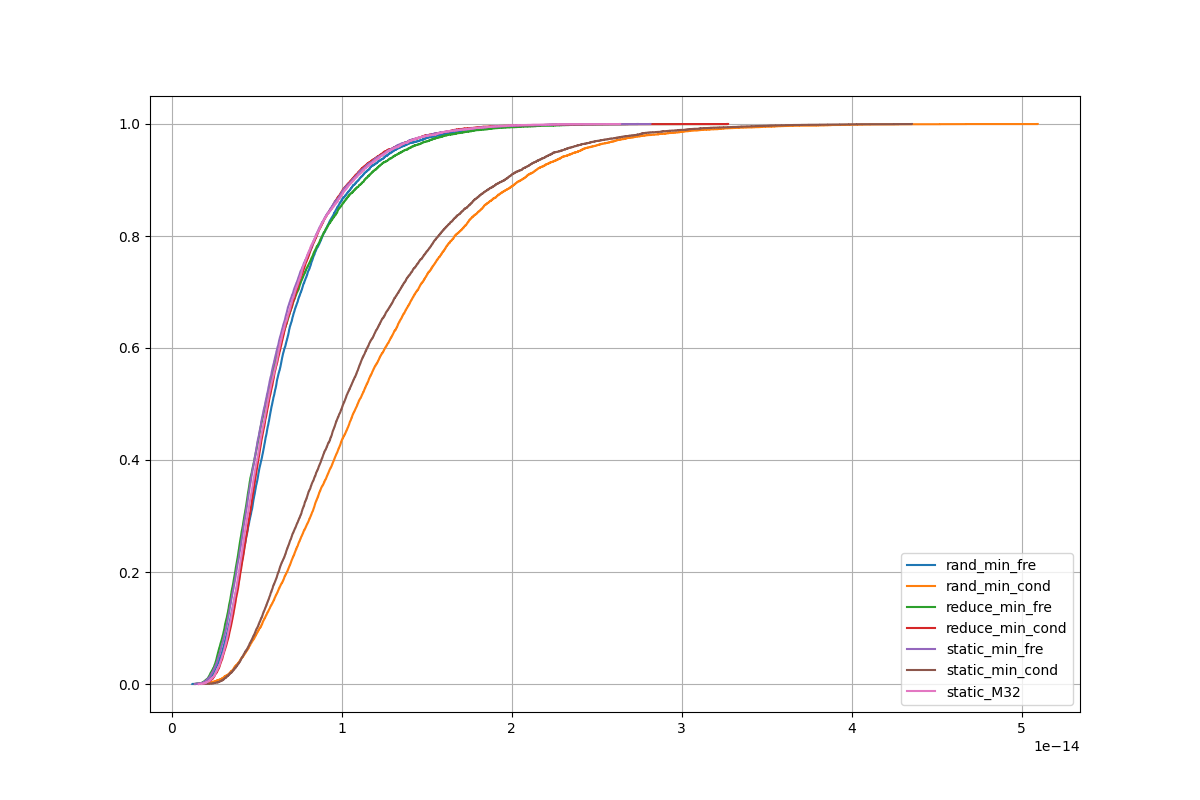 1.0
0.8
0.6
0.4
0.2
0.0
0 1 2 3 4 5
1e−14
rand_min_fre
rand_min_cond
reduce_min_fre
reduce_min_cond
static_min_fre
static_min_cond
static_M32